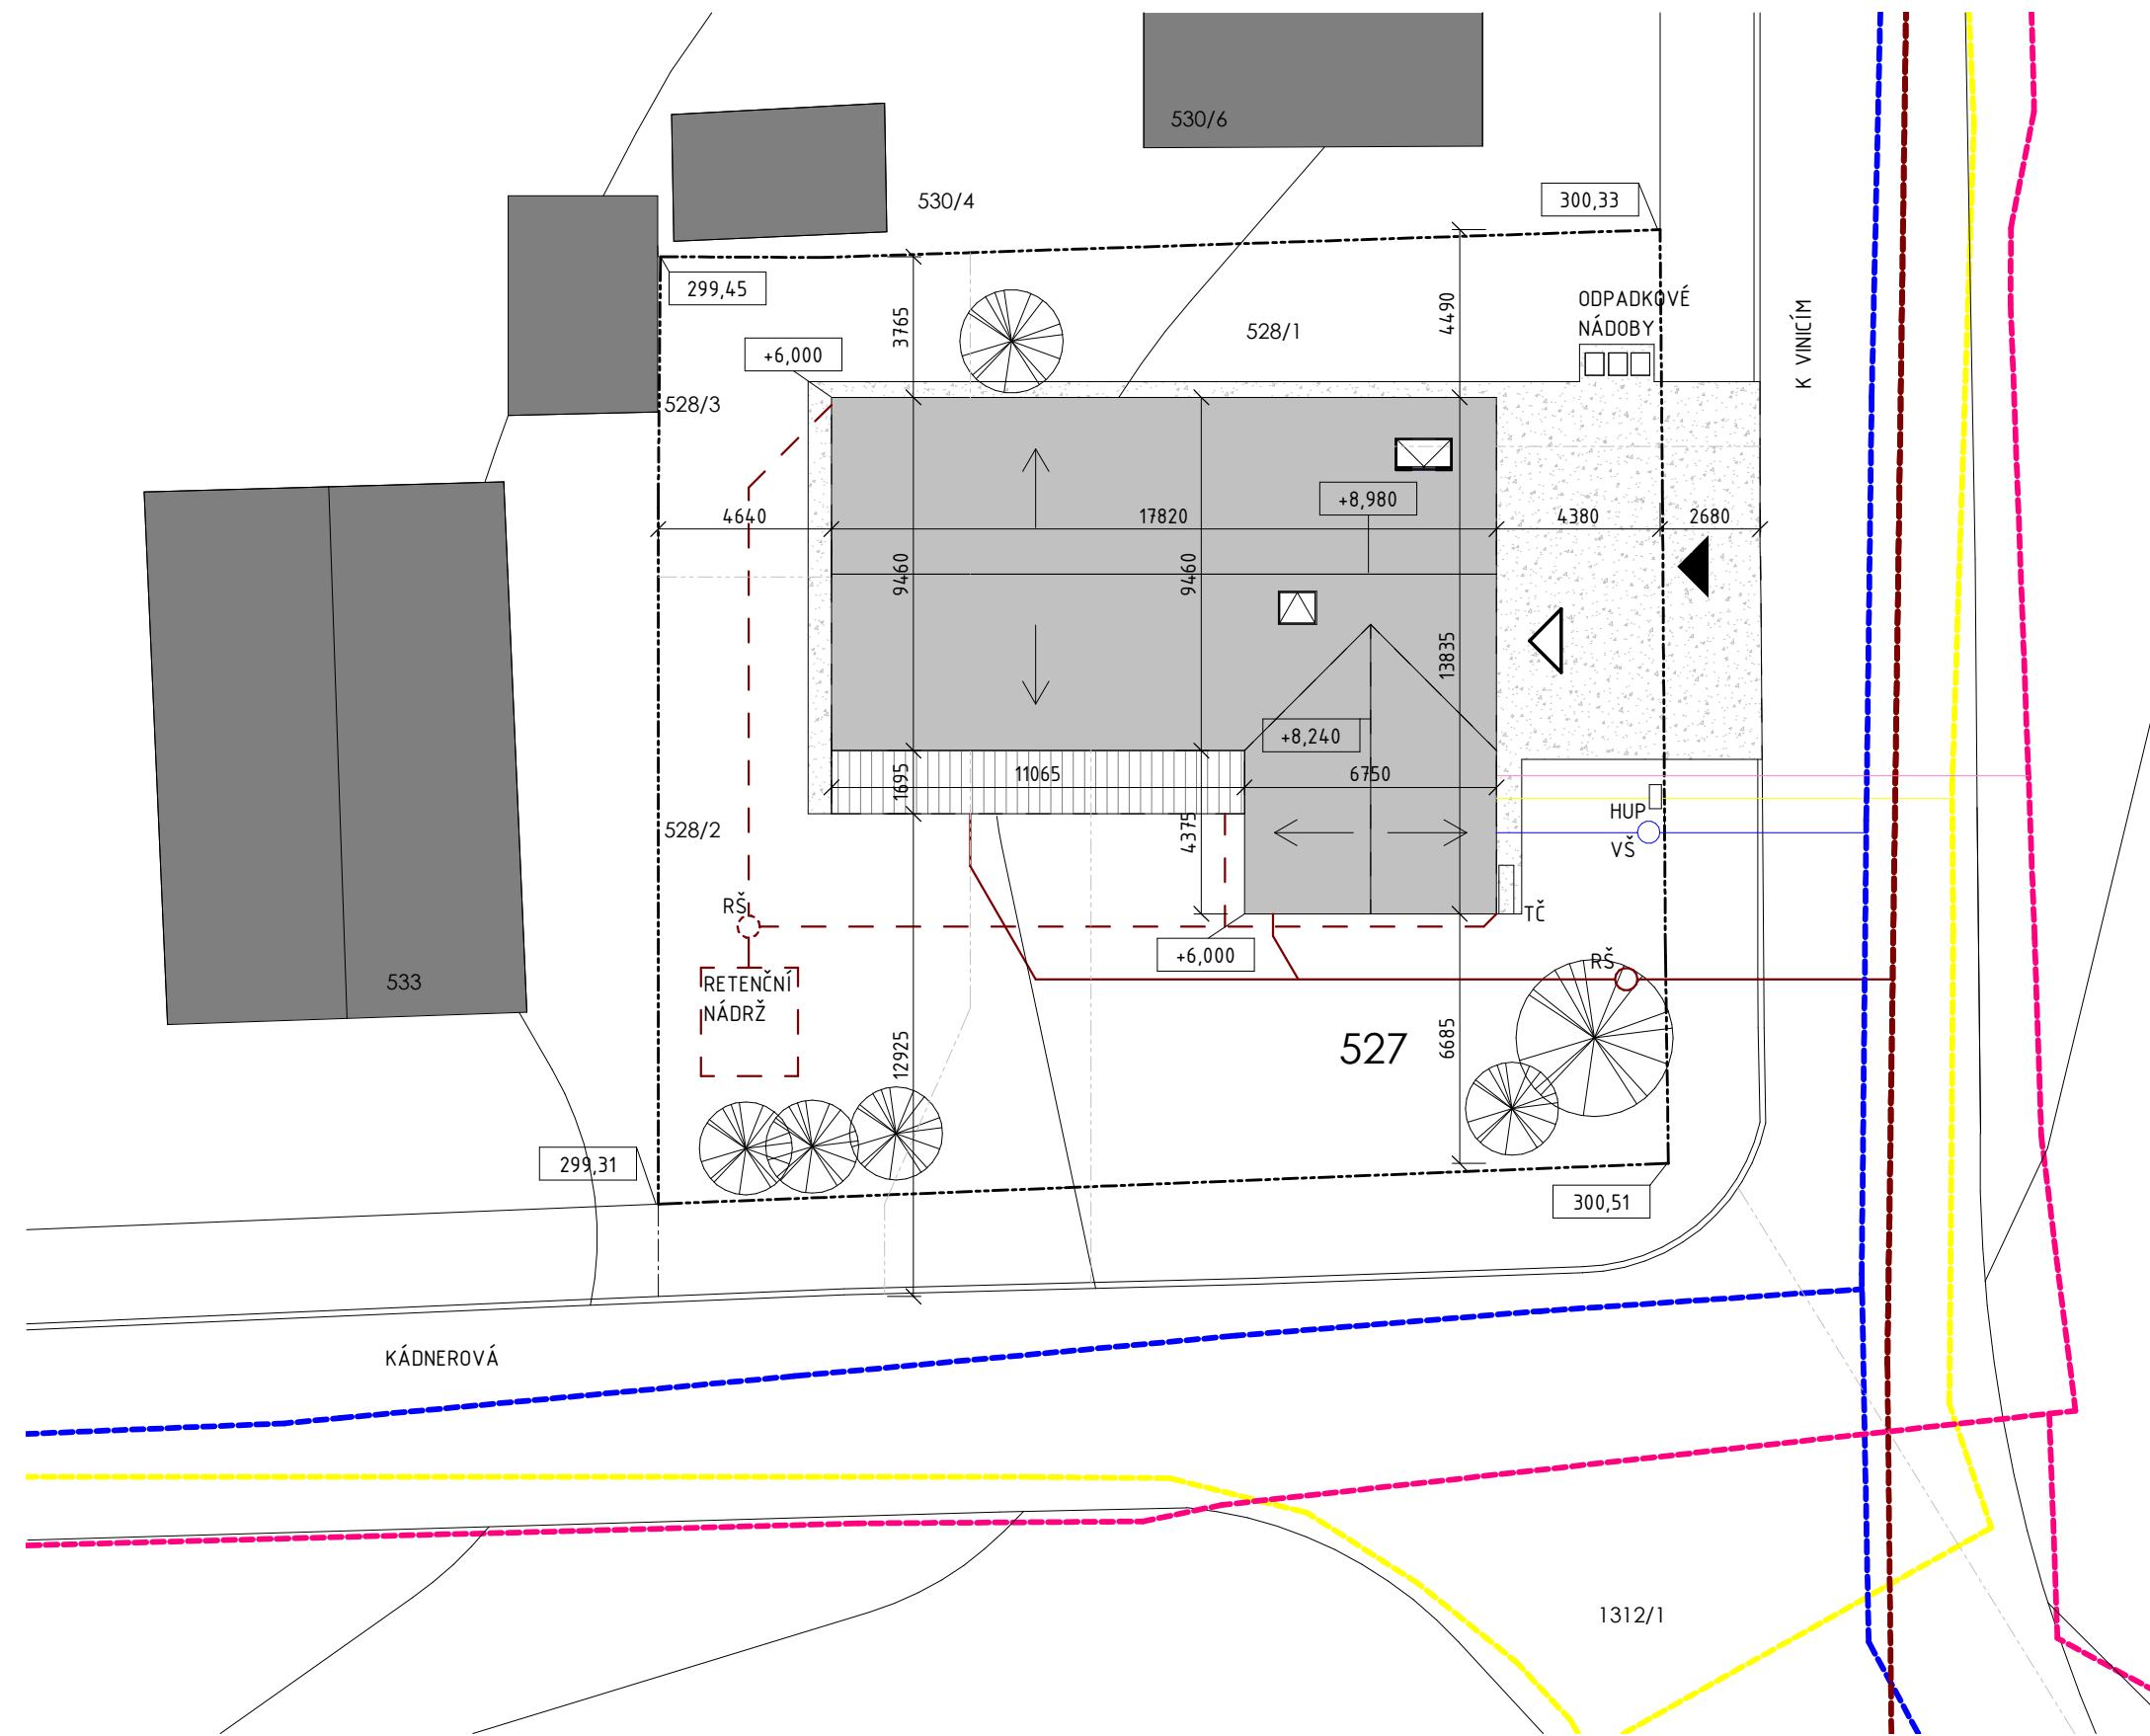 530/6
530/4
300,33
299,45
ODPADKOVÉ
NÁDOBY
K VINICÍM
3765
4490
528/1
+6,000
528/3
+8,980
4640
17820
4380
2680
9460
9460
13835
+8,240
1695
11065
6750
528/2
4375
HUP
VŠ
RŠ
TČ
+6,000
RŠ
533
RETENČNÍ
NÁDRŽ
12925
527
6685
299,31
300,51
KÁDNEROVÁ
1312/1